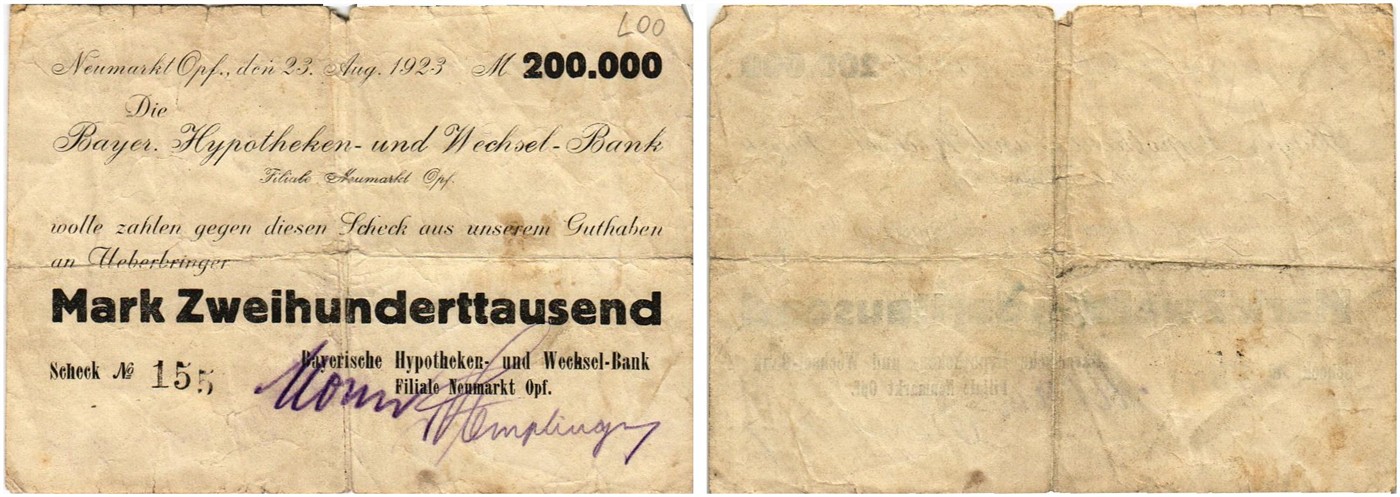 400
Neumarkt Opf., den 23. Aug. 1923 M 200.000
Die
Bayer. Hypotheken- und Wechsel-Bank
Filiale Neumarkt Opf.
wolle zahlen gegen diesen Scheck aus unserem Guthaben
an Ueberbringer
Mark Zweihunderttausend
Scheck № 155
Bayerische Hypotheken- und Wechsel-Bank
Filiale Neumarkt Opf.